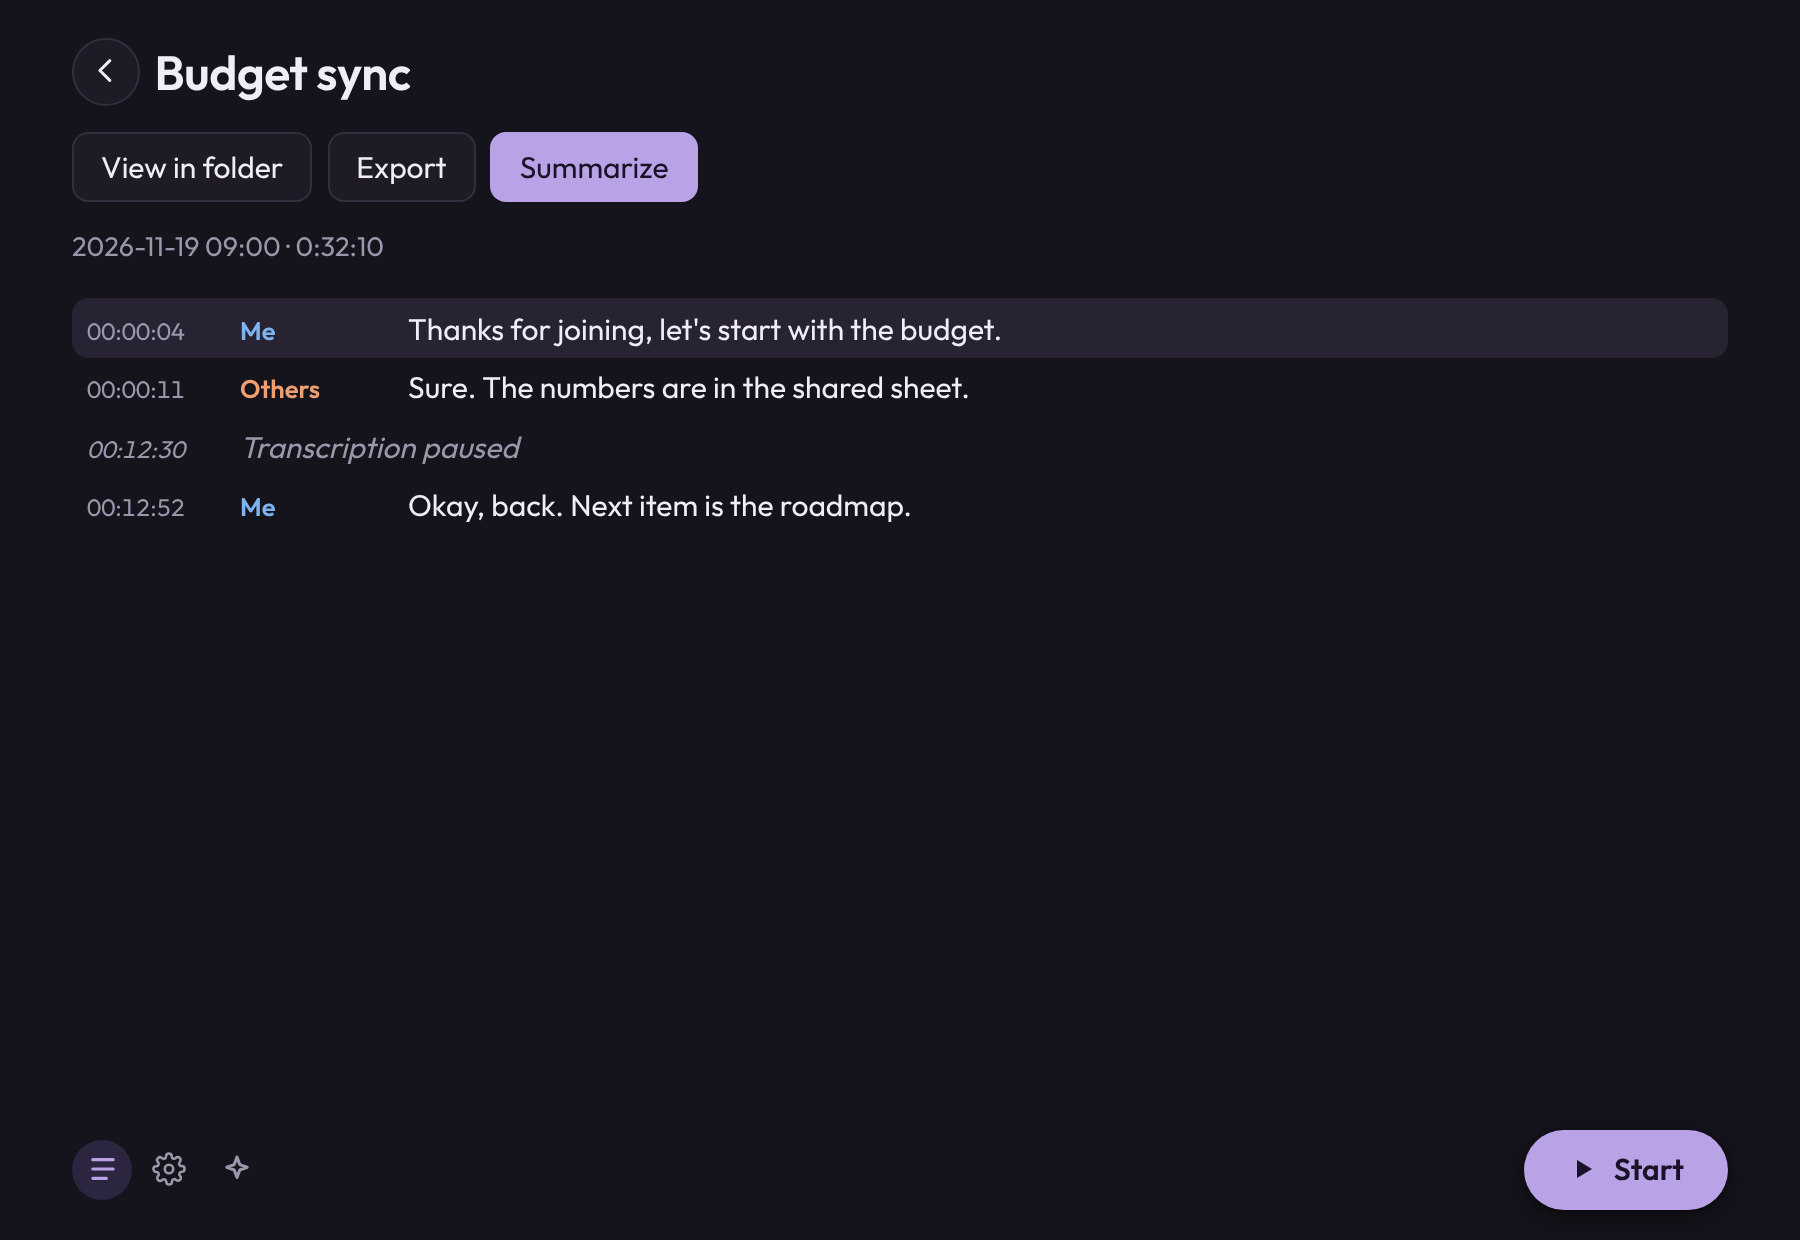 Budget sync
View in folder Export Summarize
2026-11-19 09:00 · 0:32:10
00:00:04 Me Thanks for joining, let's start with the budget.
00:00:11 Others Sure. The numbers are in the shared sheet.
00:12:30 Transcription paused
00:12:52 Me Okay, back. Next item is the roadmap.
Start